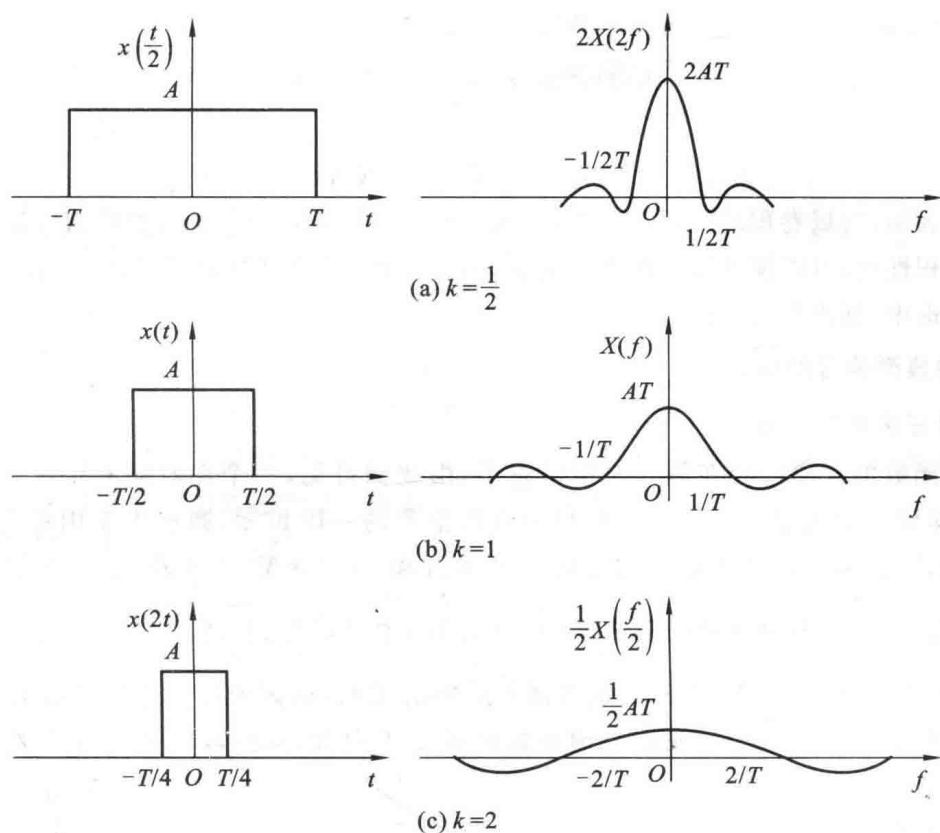 x(t/2)
A
-T
O
T
t
2X(2f)
2AT
-1/2T
O
1/2T
f
(a) k=1/2
x(t)
A
-T/2
O
T/2
t
X(f)
AT
-1/T
O
1/T
f
(b) k=1
x(2t)
A
-T/4
O
T/4
t
1/2X(f/2)
1/2AT
-2/T
O
2/T
f
(c) k=2